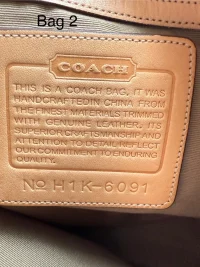 Bag 2
COACH
THIS IS A COACH BAG. IT WAS
HANDCRAFTED IN CHINA FROM
THE FINEST MATERIALS TRIMMED
WITH GENUINE LEATHER. ITS
SUPERIOR CRAFTSMANSHIP AND
ATTENTION TO DETAIL REFLECT
OUR COMMITMENT TO ENDURING
QUALITY.
No H1K-6091